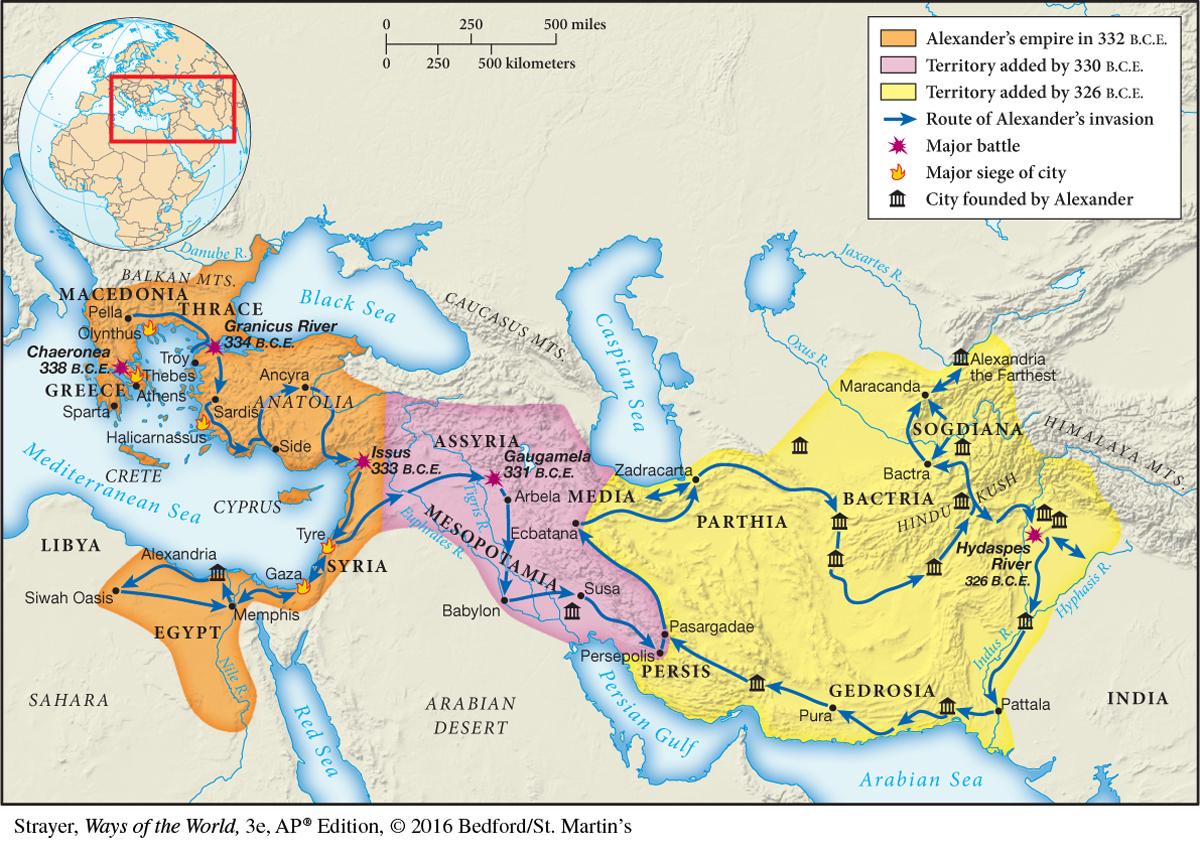 0 250 500 miles
0 250 500 kilometers
Alexander's empire in 332 B.C.E.
Territory added by 330 B.C.E.
Territory added by 326 B.C.E.
Route of Alexander's invasion
Major battle
Major siege of city
City founded by Alexander
Danube R.
BALKAN MTS.
MACEDONIA
THRACE
Pella
Olynthus
Granicus River
334 B.C.E.
Chaeronea
338 B.C.E.
Troy
Thebes
GREECE
Athens
Sparta
Sardis
Halicarnassus
Ancyra
ANATOLIA
Side
Black Sea
CAUCASUS MTS.
Caspian Sea
Jaxartes R.
Oxus R.
Alexandria
the Farthest
Maracanda
SOGDIANA
HIMALAYA MTS.
Bactra
BACTRIA
HINDU KUSH
Hydaspes
River
326 B.C.E.
Hyphasis R.
Indus R.
Issus
333 B.C.E.
ASSYRIA
Gaugamela
331 B.C.E.
Arbela
MEDIA
Zadracarta
PARTHIA
Ecbatana
Tigris R.
Euphrates R.
MESOPOTAMIA
Babylon
Susa
Pasargadae
Persepolis
PERSIS
Persian Gulf
GEDROSIA
Pura
Pattala
INDIA
Arabian Sea
Mediterranean Sea
CRETE
CYPRUS
Tyre
SYRIA
LIBYA
Alexandria
Gaza
Siwah Oasis
Memphis
EGYPT
Nile R.
SAHARA
Red Sea
ARABIAN
DESERT
Strayer, Ways of the World, 3e, AP® Edition, © 2016 Bedford/St. Martin's